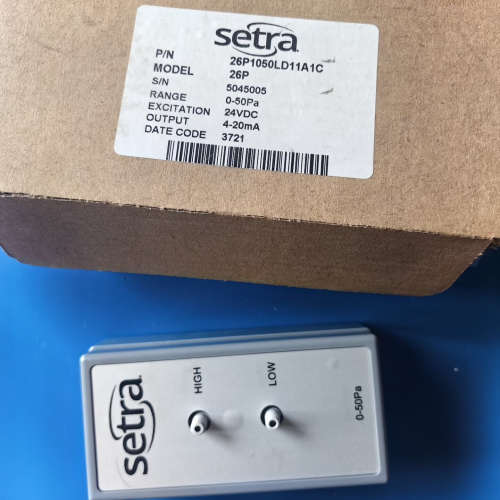 setra
P/N 26P1050LD11A1C
MODEL 26P
S/N 5045005
RANGE 0-50Pa
EXCITATION 24VDC
OUTPUT 4-20mA
DATE CODE 3721
setra
HIGH
LOW
0-50Pa